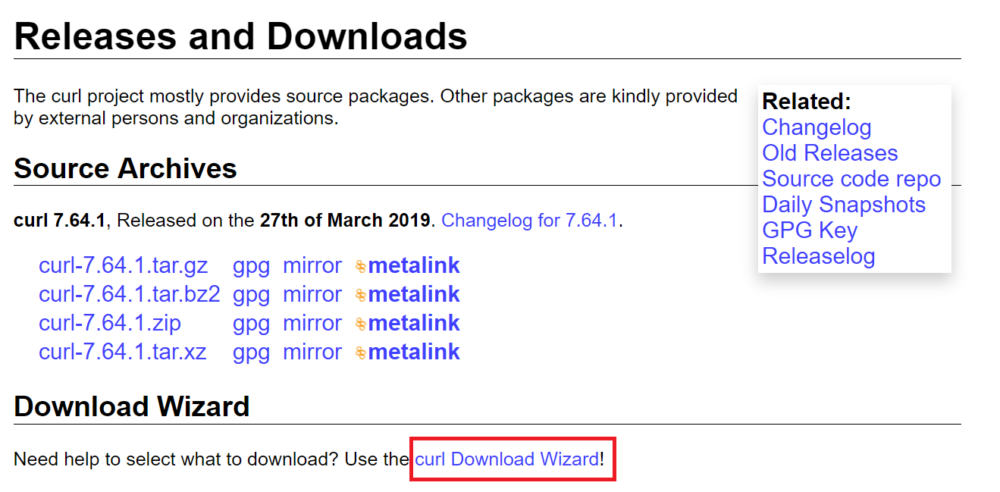 Releases and Downloads
The curl project mostly provides source packages. Other packages are kindly provided
by external persons and organizations.
Related:
Changelog
Old Releases
Source code repo
Daily Snapshots
GPG Key
Releaselog
Source Archives
curl 7.64.1, Released on the 27th of March 2019. Changelog for 7.64.1.
curl-7.64.1.tar.gz gpg mirror metalink
curl-7.64.1.tar.bz2 gpg mirror metalink
curl-7.64.1.zip gpg mirror metalink
curl-7.64.1.tar.xz gpg mirror metalink
Download Wizard
Need help to select what to download? Use the curl Download Wizard!